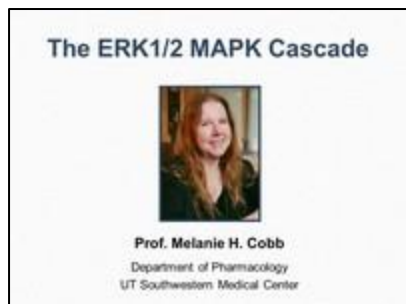 The ERK1/2 MAPK Cascade
Prof. Melanie H. Cobb
Department of Pharmacology
UT Southwestern Medical Center